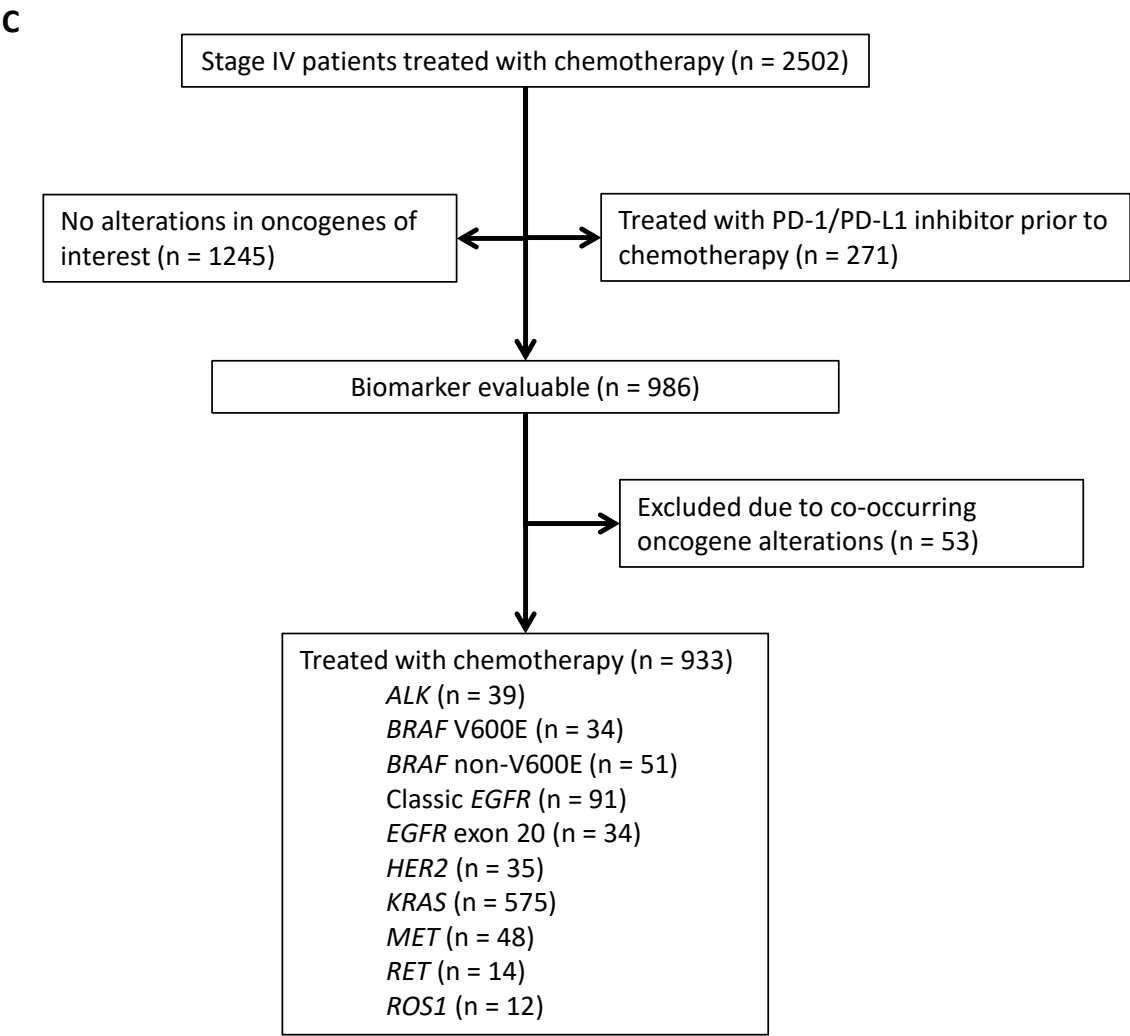 C
Stage IV patients treated with chemotherapy (n = 2502)
No alterations in oncogenes of
interest (n = 1245)
Treated with PD-1/PD-L1 inhibitor prior to
chemotherapy (n = 271)
Biomarker evaluable (n = 986)
Excluded due to co-occurring
oncogene alterations (n = 53)
Treated with chemotherapy (n = 933)
ALK (n = 39)
BRAF V600E (n = 34)
BRAF non-V600E (n = 51)
Classic EGFR (n = 91)
EGFR exon 20 (n = 34)
HER2 (n = 35)
KRAS (n = 575)
MET (n = 48)
RET (n = 14)
ROS1 (n = 12)